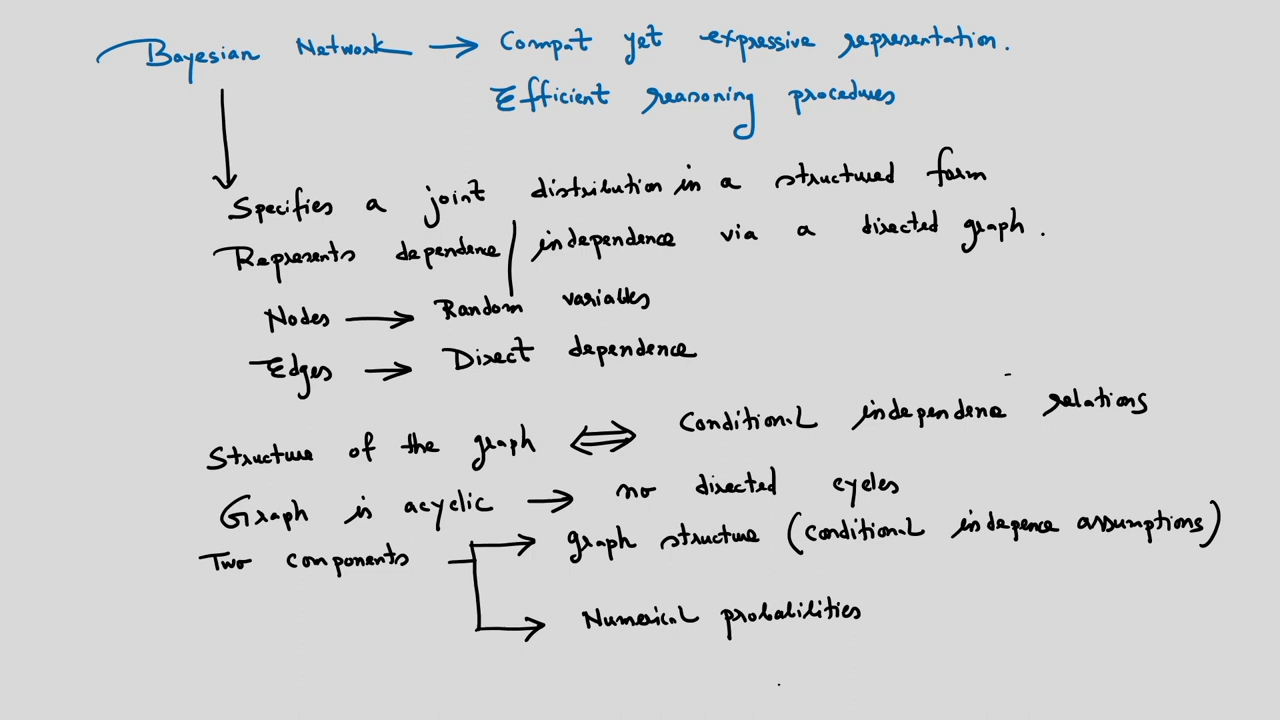 Bayesian Network → Compat yet expressive representation.
Efficient reasoning procedures
Specifies a joint distribution in a structured form
Represents dependence | independence via a directed graph.
Nodes → Random variables
Edges → Direct dependence
Structure of the graph ⟺ Conditional independence relations
Graph is acyclic → no directed cycles
Two components → graph structure (Conditional indepence assumptions)
→ Numerical probabilities